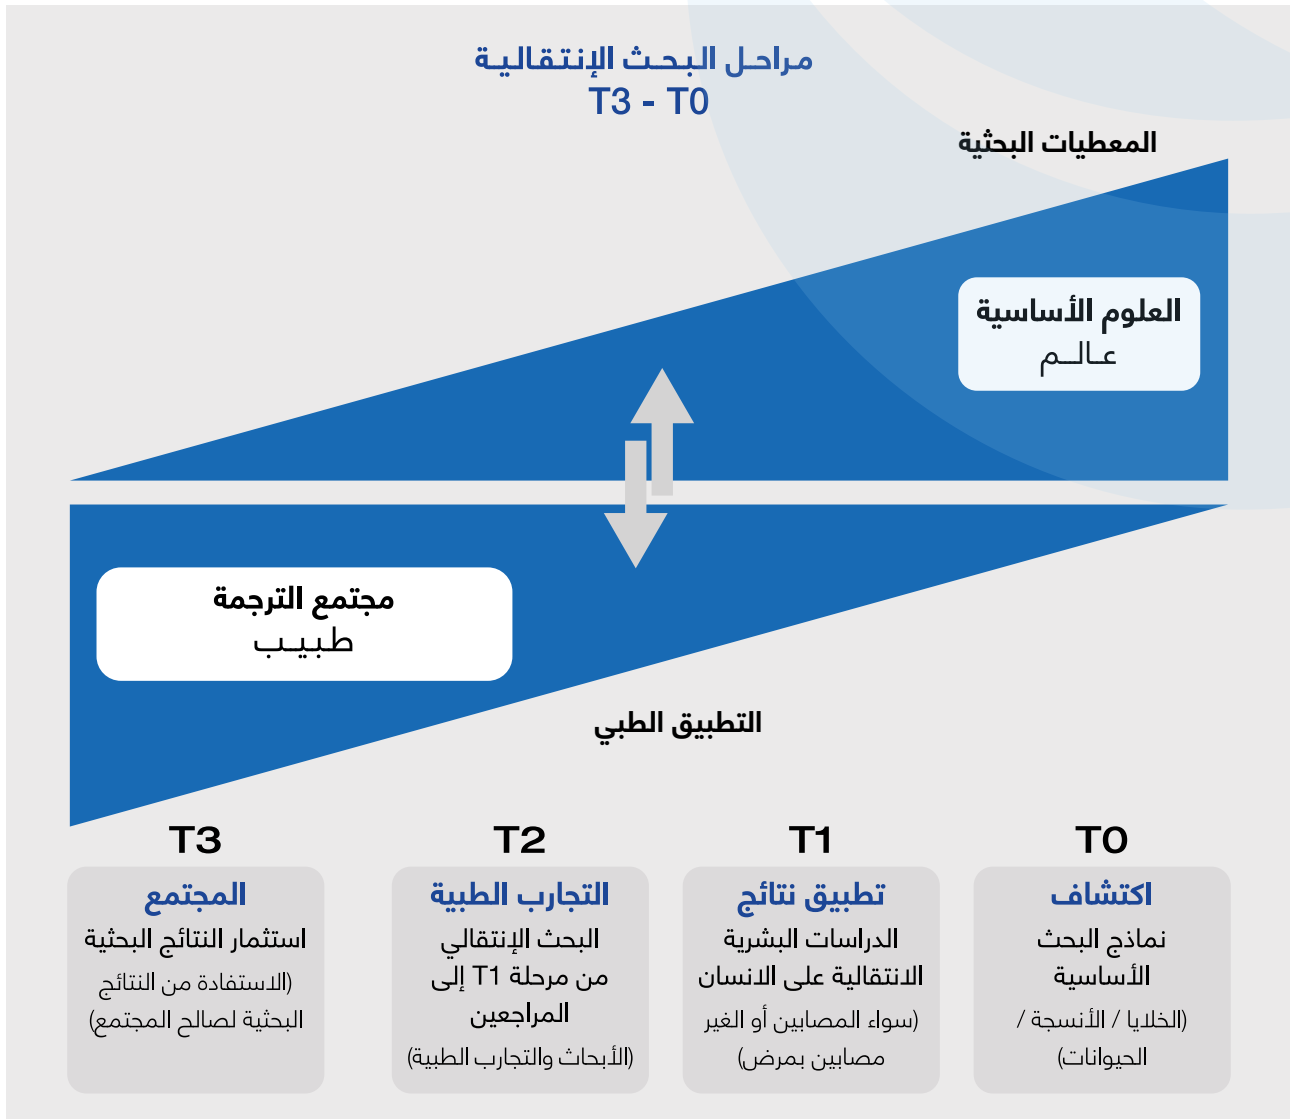 مراحل البحث الإنتقالية
T3 - T0
المعطيات البحثية
العلوم الأساسية
عالم
مجتمع الترجمة
طبيب
التطبيق الطبي
T0
اكتشاف
نماذج البحث
الأساسية
(الخلايا / الأنسجة /
الحيوانات)
T1
تطبيق نتائج
الدراسات البشرية
الانتقالية على الانسان
(سواء المصابين أو الغير
مصابين بمرض)
T2
التجارب الطبية
البحث الإنتقالي
من مرحلة T1 إلى
المراجعين
(الأبحاث والتجارب الطبية)
T3
المجتمع
استثمار النتائج البحثية
(الاستفادة من النتائج
البحثية لصالح المجتمع)